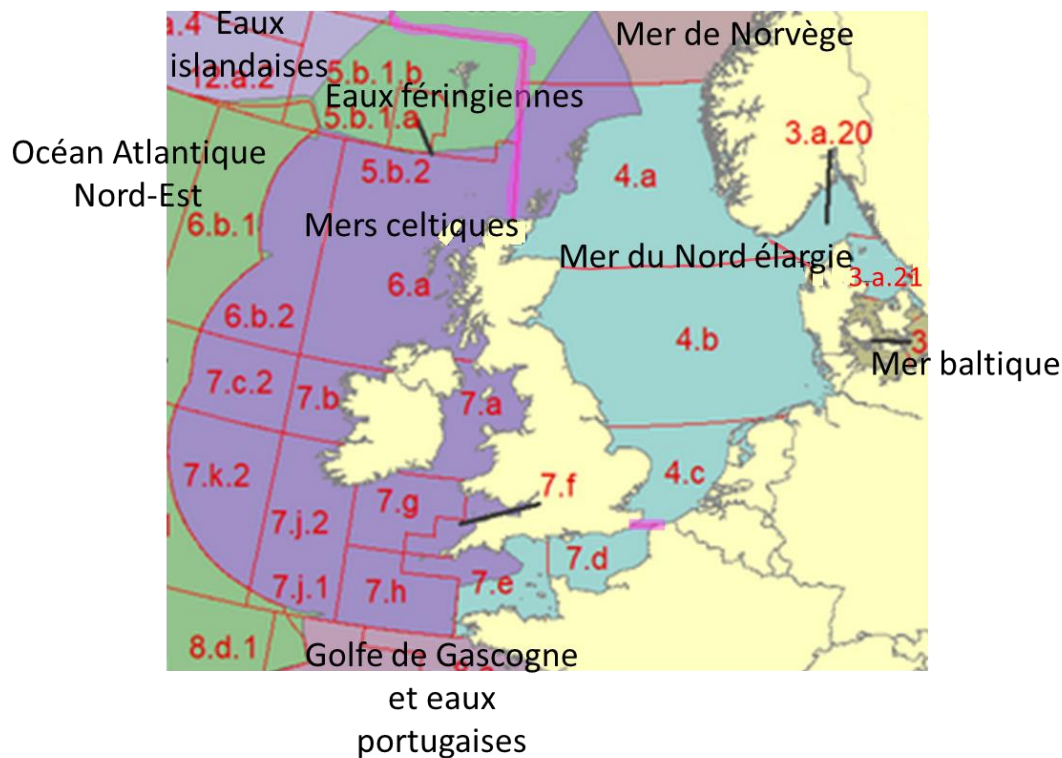 a.4
Eaux
islandaises
12.a.2
5.b.1.b
Mer de Norvège
Eaux féringiennes
5.b.1.a
3.a.20
Océan Atlantique
Nord-Est
5.b.2
4.a
6.b.1
Mers celtiques
Mer du Nord élargie
6.a
3.a.21
6.b.2
4.b
3
Mer baltique
7.c.2
7.b
7.a
7.k.2
4.c
7.g
7.f
7.j.2
7.d
7.j.1
7.h
7.e
8.d.1
Golfe de Gascogne
et eaux
portugaises